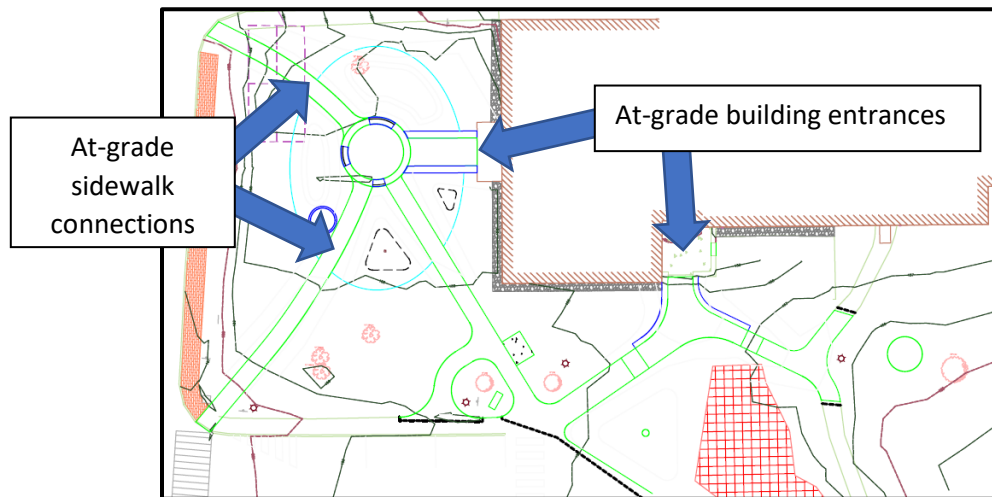 At-grade
sidewalk
connections
At-grade building entrances